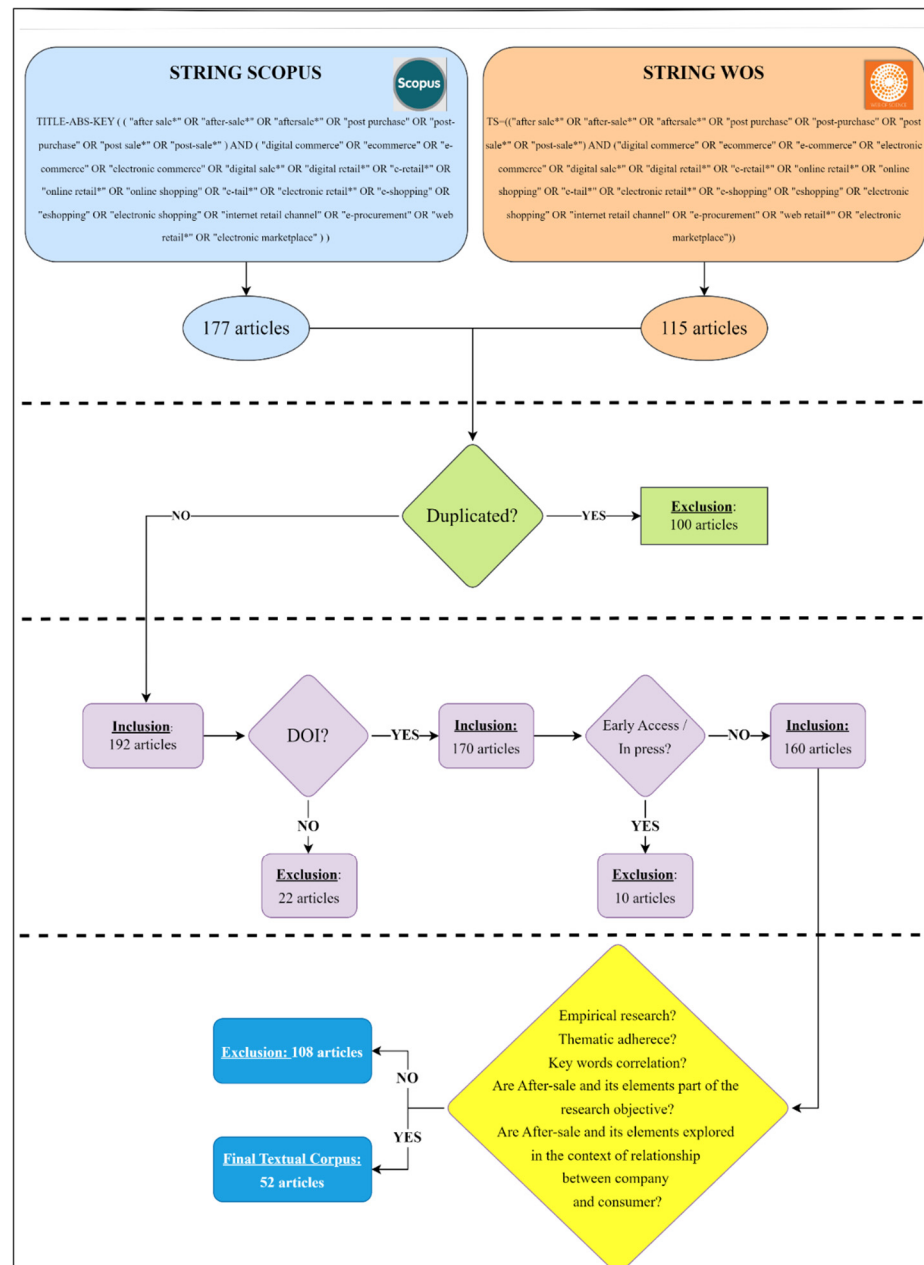 STRING SCOPUS
Scopus
TITLE-ABS-KEY ( ( "after sale*" OR "after-sale*" OR "aftersale*" OR "post purchase" OR "post-
purchase" OR "post sale*" OR "post-sale*" ) AND ( "digital commerce" OR "ecommerce" OR "e-
commerce" OR "electronic commerce" OR "digital sale*" OR "digital retail*" OR "e-retail*" OR
"online retail*" OR "online shopping" OR "e-tail*" OR "electronic retail*" OR "e-shopping" OR
"eshopping" OR "electronic shopping" OR "internet retail channel" OR "e-procurement" OR "web
retail*" OR "electronic marketplace" ) )
STRING WOS
WEB OF SCIENCE
TS=(("after sale*" OR "after-sale*" OR "aftersale*" OR "post purchase" OR "post-purchase" OR "post
sale*" OR "post-sale*") AND ("digital commerce" OR "ecommerce" OR "e-commerce" OR "electronic
commerce" OR "digital sale*" OR "digital retail*" OR "e-retail*" OR "online retail*" OR "online
shopping" OR "e-tail*" OR "electronic retail*" OR "e-shopping" OR "eshopping" OR "electronic
shopping" OR "internet retail channel" OR "e-procurement" OR "web retail*" OR "electronic
marketplace"))
177 articles
115 articles
Duplicated?
NO
YES
Exclusion:
100 articles
Inclusion:
192 articles
DOI?
YES
Inclusion:
170 articles
Early Access /
In press?
NO
Inclusion:
160 articles
NO
Exclusion:
22 articles
YES
Exclusion:
10 articles
Empirical research?
Thematic adherece?
Key words correlation?
Are After-sale and its elements part of the
research objective?
Are After-sale and its elements explored
in the context of relationship
between company
and consumer?
NO
Exclusion: 108 articles
YES
Final Textual Corpus:
52 articles